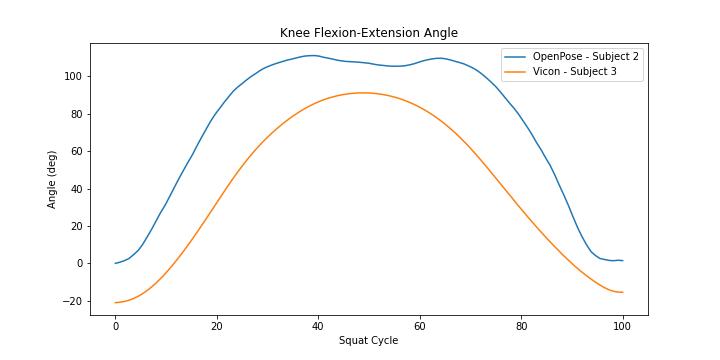 Knee Flexion-Extension Angle
OpenPose - Subject 2
Vicon - Subject 3
Angle (deg)
100
80
60
40
20
0
−20
0 20 40 60 80 100
Squat Cycle